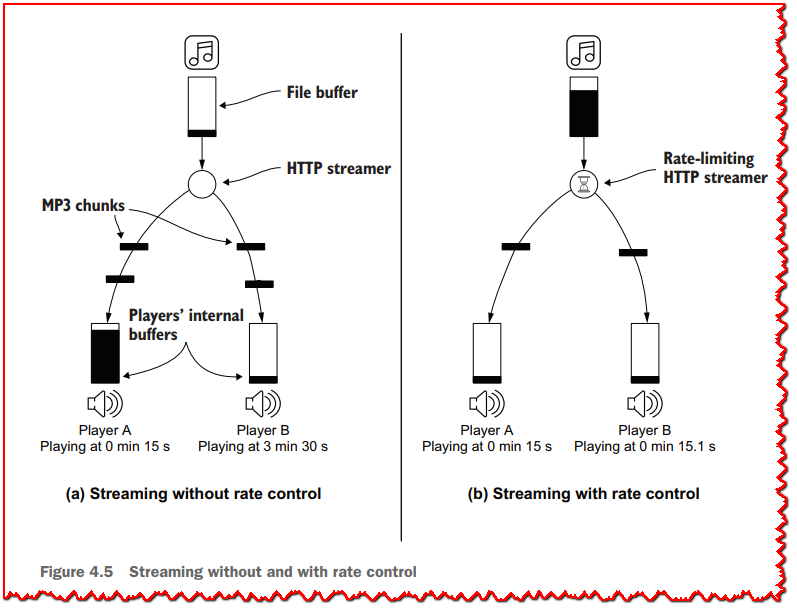 File buffer
HTTP streamer
MP3 chunks
Players' internal
buffers
Player A
Playing at 0 min 15 s
Player B
Playing at 3 min 30 s
(a) Streaming without rate control
Rate-limiting
HTTP streamer
Player A
Playing at 0 min 15 s
Player B
Playing at 0 min 15.1 s
(b) Streaming with rate control
Figure 4.5 Streaming without and with rate control